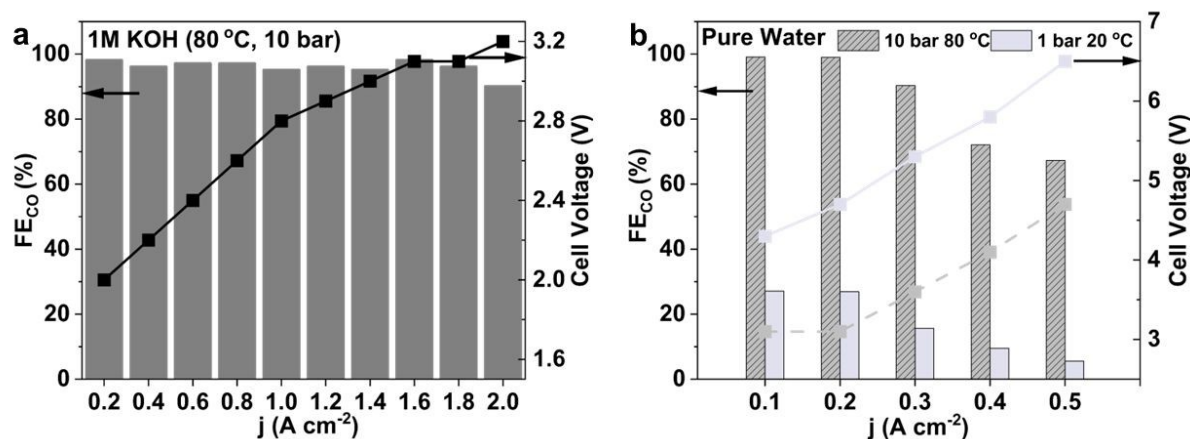 a
1M KOH (80 °C, 10 bar)
FE_CO (%)
100
80
60
40
20
0
3.2
2.8
2.4
2.0
1.6
Cell Voltage (V)
0.2 0.4 0.6 0.8 1.0 1.2 1.4 1.6 1.8 2.0
j (A cm⁻²)
b
Pure Water
10 bar 80 °C
1 bar 20 °C
FE_CO (%)
100
80
60
40
20
0
7
6
5
4
3
Cell Voltage (V)
0.1 0.2 0.3 0.4 0.5
j (A cm⁻²)